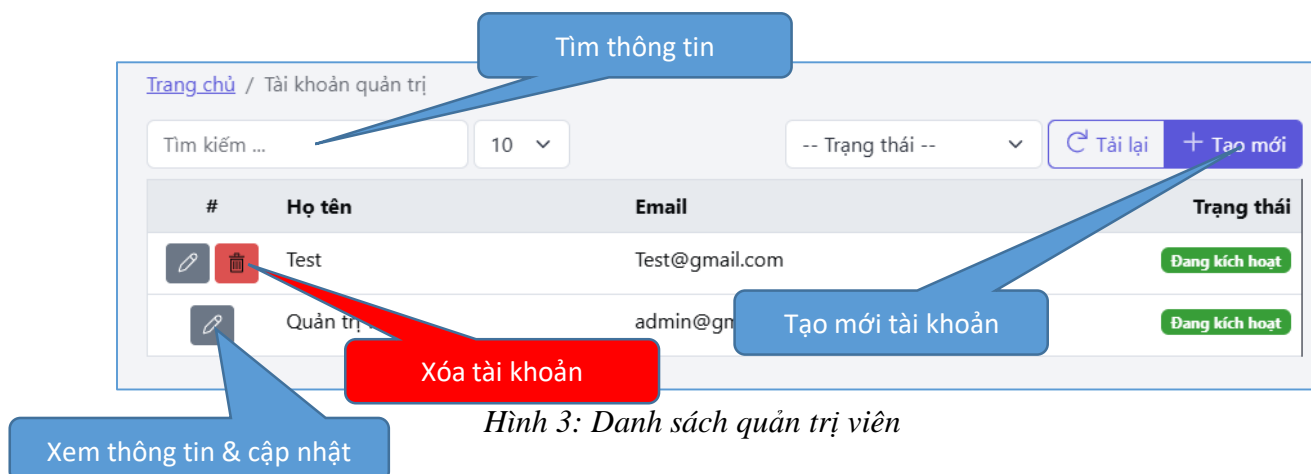 Tìm thông tin
Trang chủ / Tài khoản quản trị
Tìm kiếm ... 10 -- Trạng thái -- Tải lại + Tạo mới
# Họ tên Email Trạng thái
Test Test@gmail.com Đang kích hoạt
Quản trị admin@gm Đang kích hoạt
Tạo mới tài khoản
Xóa tài khoản
Hình 3: Danh sách quản trị viên
Xem thông tin & cập nhật